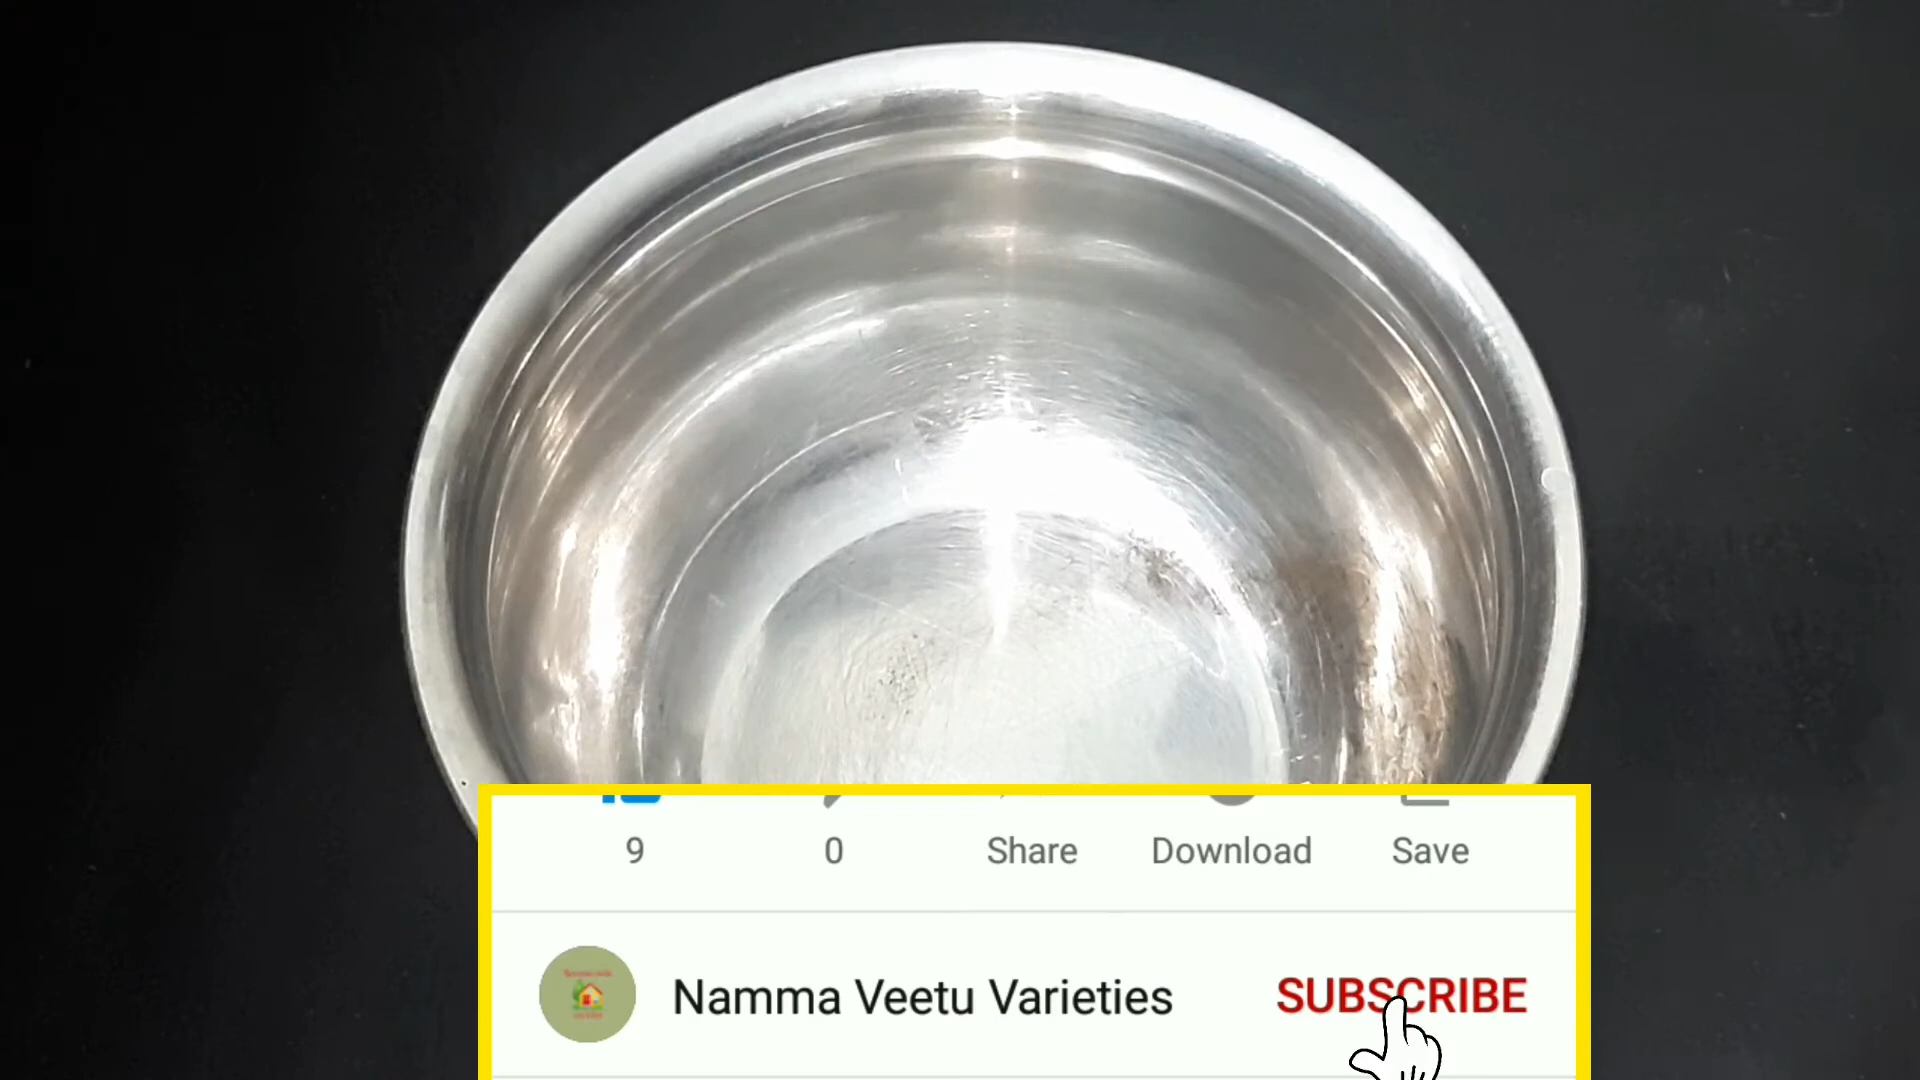 9
0
Share
Download
Save
Namma Veetu Varieties
SUBSCRIBE